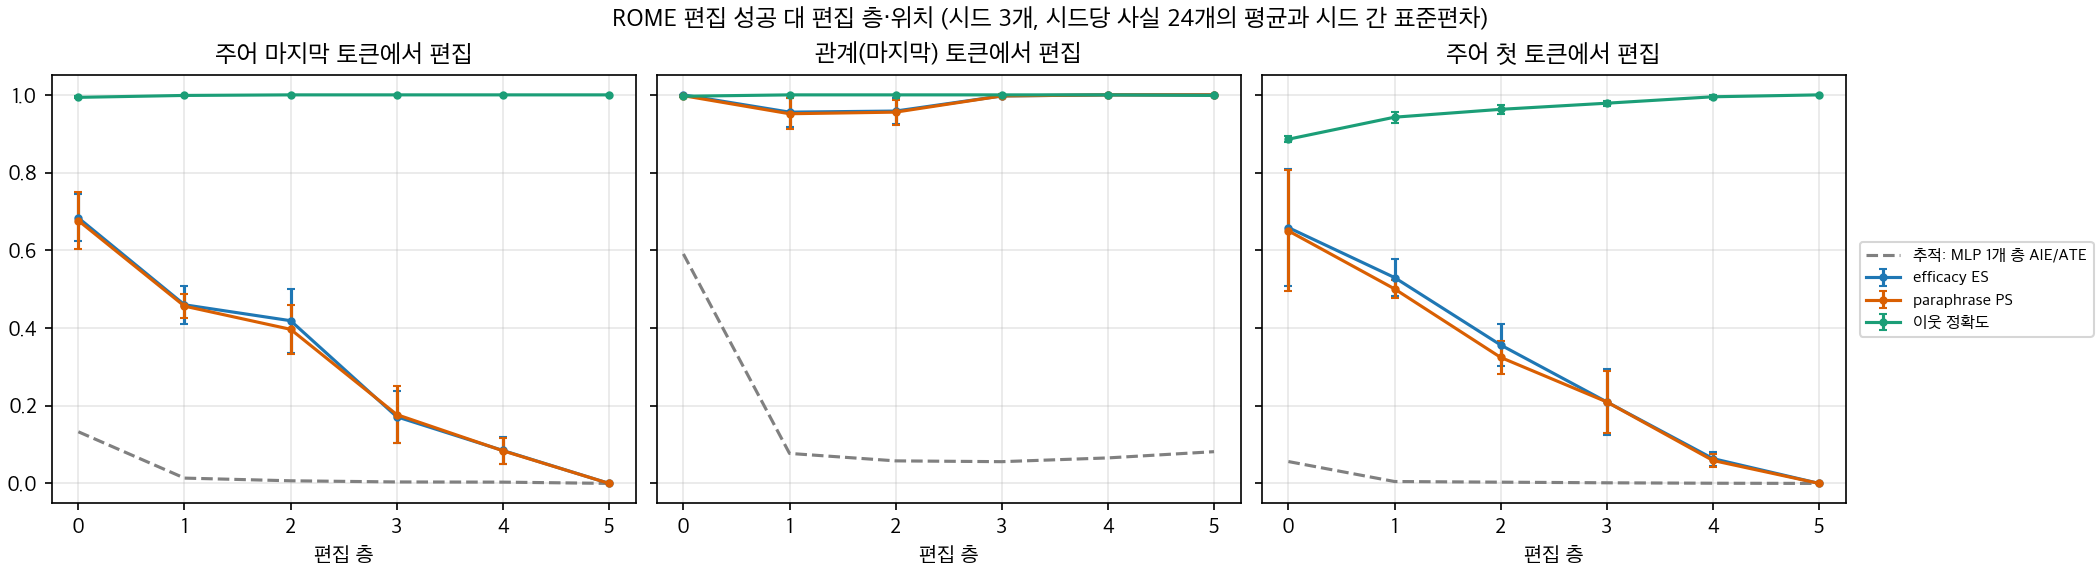 ROME 편집 성공 대 편집 층·위치 (시드 3개, 시드당 사실 24개의 평균과 시드 간 표준편차)
주어 마지막 토큰에서 편집
관계(마지막) 토큰에서 편집
주어 첫 토큰에서 편집
1.0
0.8
0.6
0.4
0.2
0.0
0 1 2 3 4 5
0 1 2 3 4 5
0 1 2 3 4 5
편집 층
편집 층
편집 층
추적: MLP 1개 층 AIE/ATE
efficacy ES
paraphrase PS
이웃 정확도